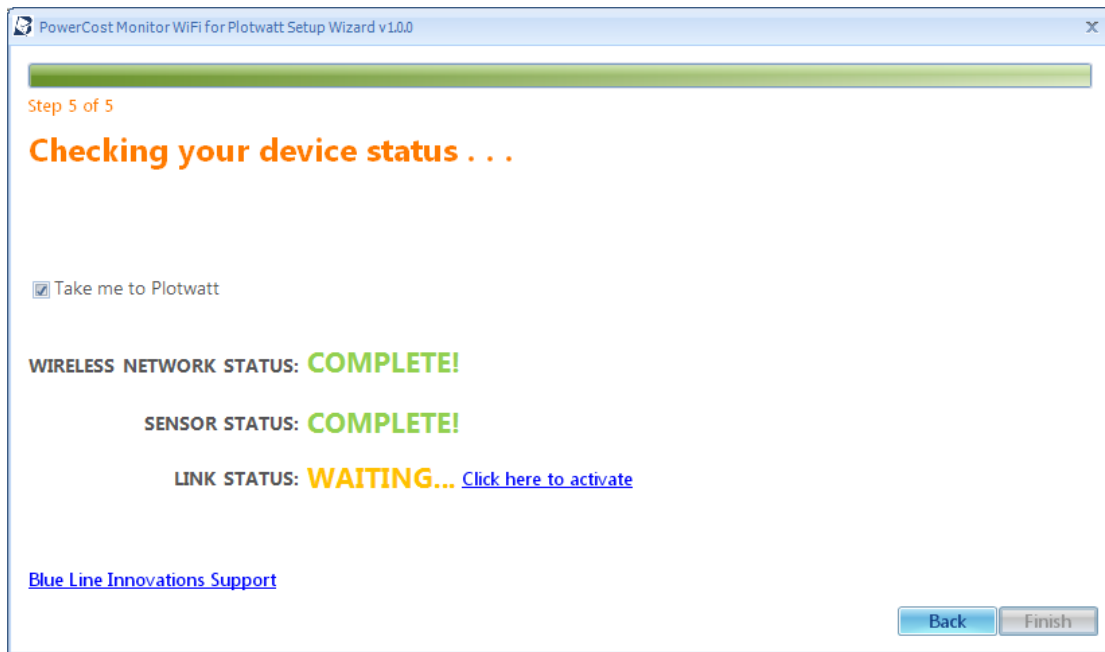 PowerCost Monitor WiFi for Plotwatt Setup Wizard v1.0.0 X
Step 5 of 5
Checking your device status . . .
Take me to Plotwatt
WIRELESS NETWORK STATUS: COMPLETE!
SENSOR STATUS: COMPLETE!
LINK STATUS: WAITING... Click here to activate
Blue Line Innovations Support
Back Finish